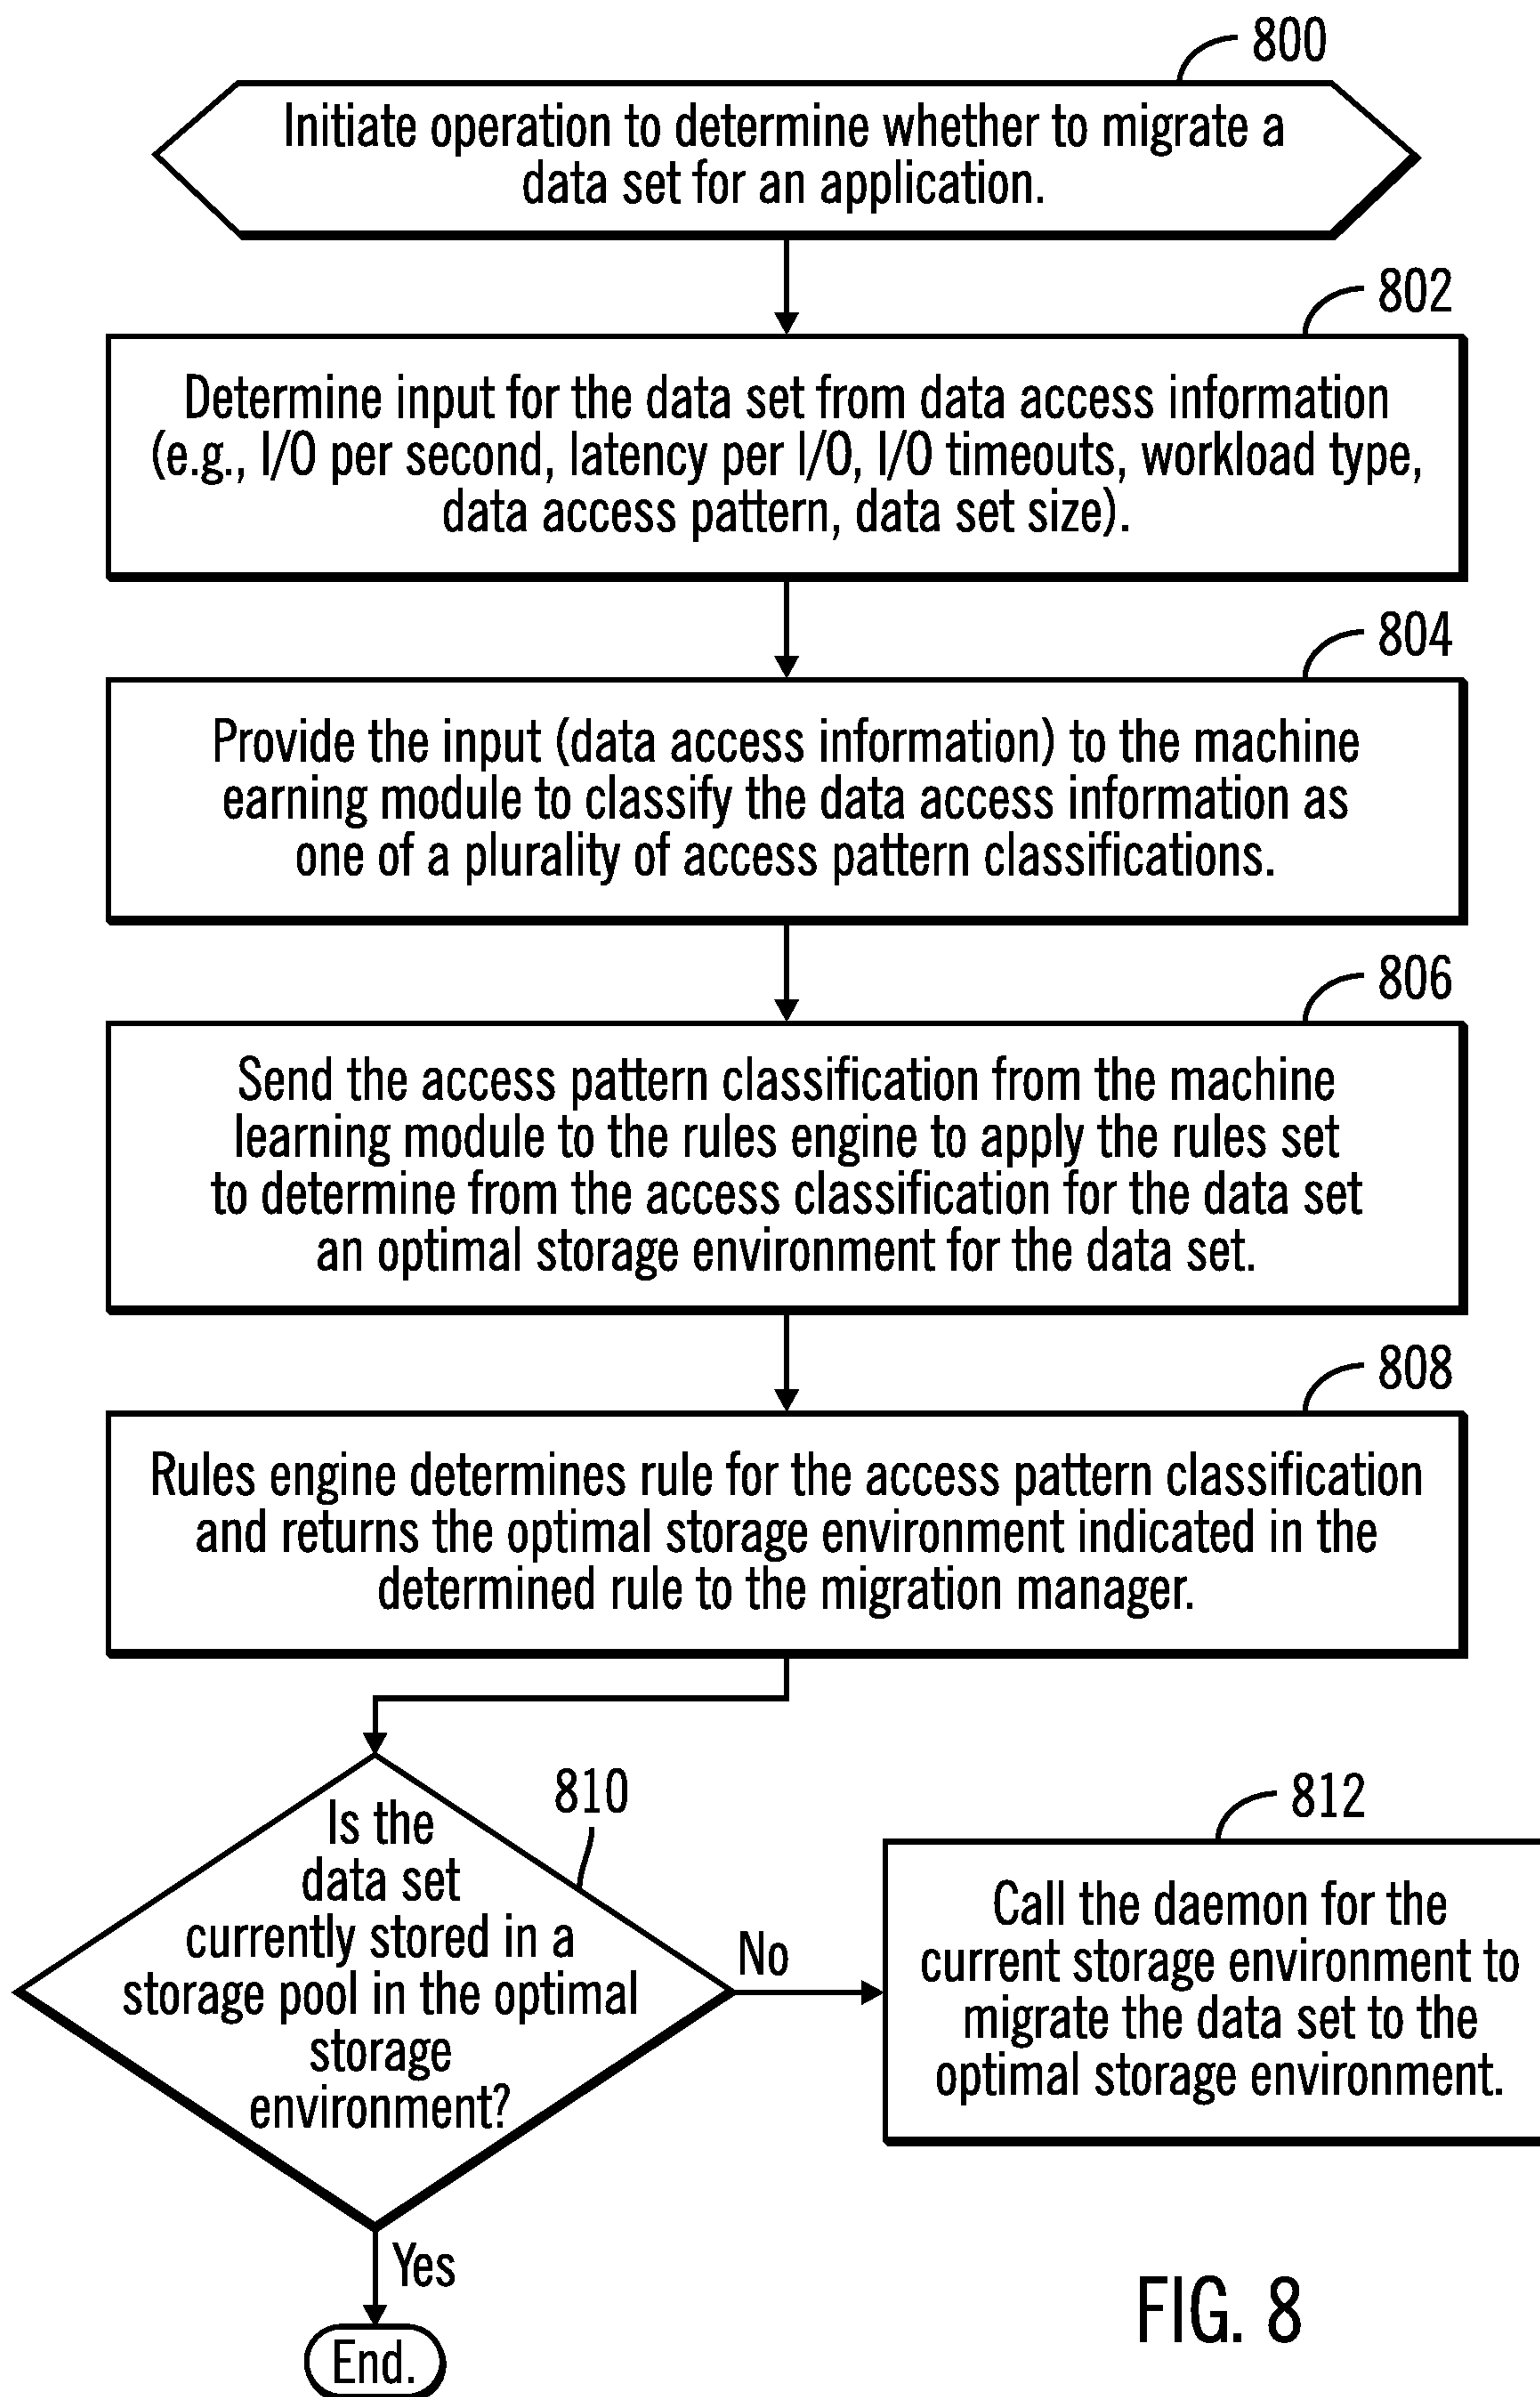 800
Initiate operation to determine whether to migrate a
data set for an application.
802
Determine input for the data set from data access information
(e.g., I/O per second, latency per I/O, I/O timeouts, workload type,
data access pattern, data set size).
804
Provide the input (data access information) to the machine
earning module to classify the data access information as
one of a plurality of access pattern classifications.
806
Send the access pattern classification from the machine
learning module to the rules engine to apply the rules set
to determine from the access classification for the data set
an optimal storage environment for the data set.
808
Rules engine determines rule for the access pattern classification
and returns the optimal storage environment indicated in the
determined rule to the migration manager.
810
Is the
data set
currently stored in a
storage pool in the optimal
storage
environment?
No
812
Call the daemon for the
current storage environment to
migrate the data set to the
optimal storage environment.
Yes
End.
FIG. 8